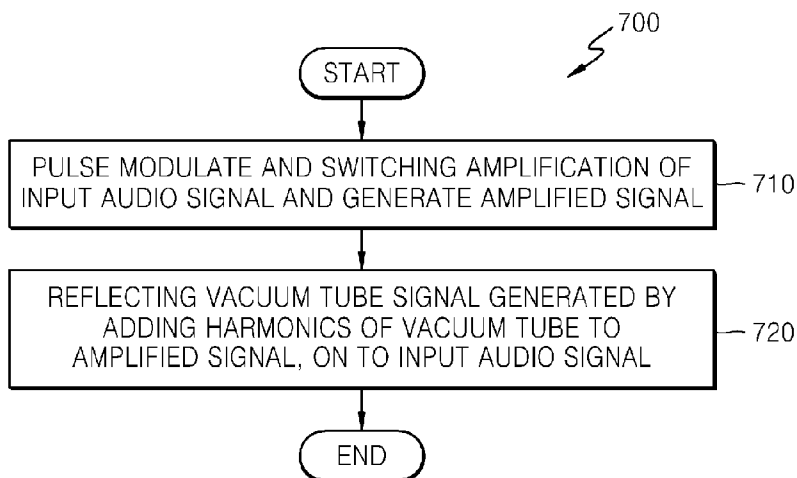 700
START
PULSE MODULATE AND SWITCHING AMPLIFICATION OF
INPUT AUDIO SIGNAL AND GENERATE AMPLIFIED SIGNAL
710
REFLECTING VACUUM TUBE SIGNAL GENERATED BY
ADDING HARMONICS OF VACUUM TUBE TO
AMPLIFIED SIGNAL, ON TO INPUT AUDIO SIGNAL
720
END